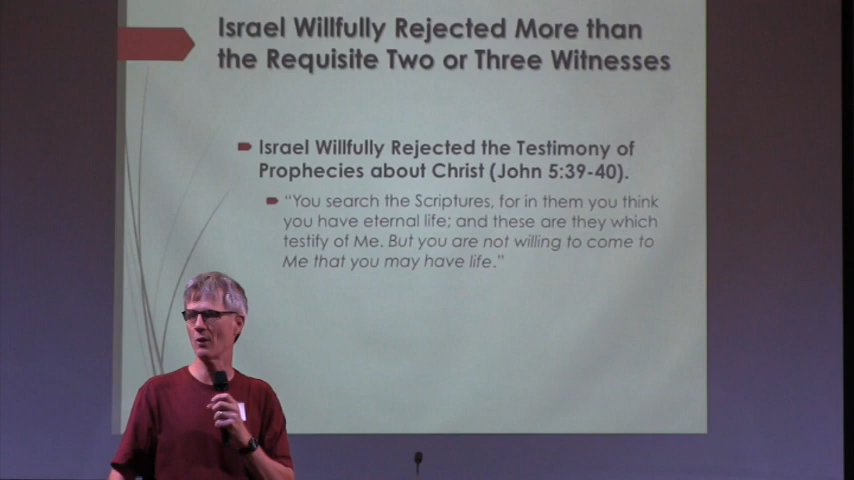 Israel Willfully Rejected More than
the Requisite Two or Three Witnesses
Israel Willfully Rejected the Testimony of
Prophecies about Christ (John 5:39-40).
“You search the Scriptures, for in them you think
you have eternal life; and these are they which
testify of Me. But you are not willing to come to
Me that you may have life.”